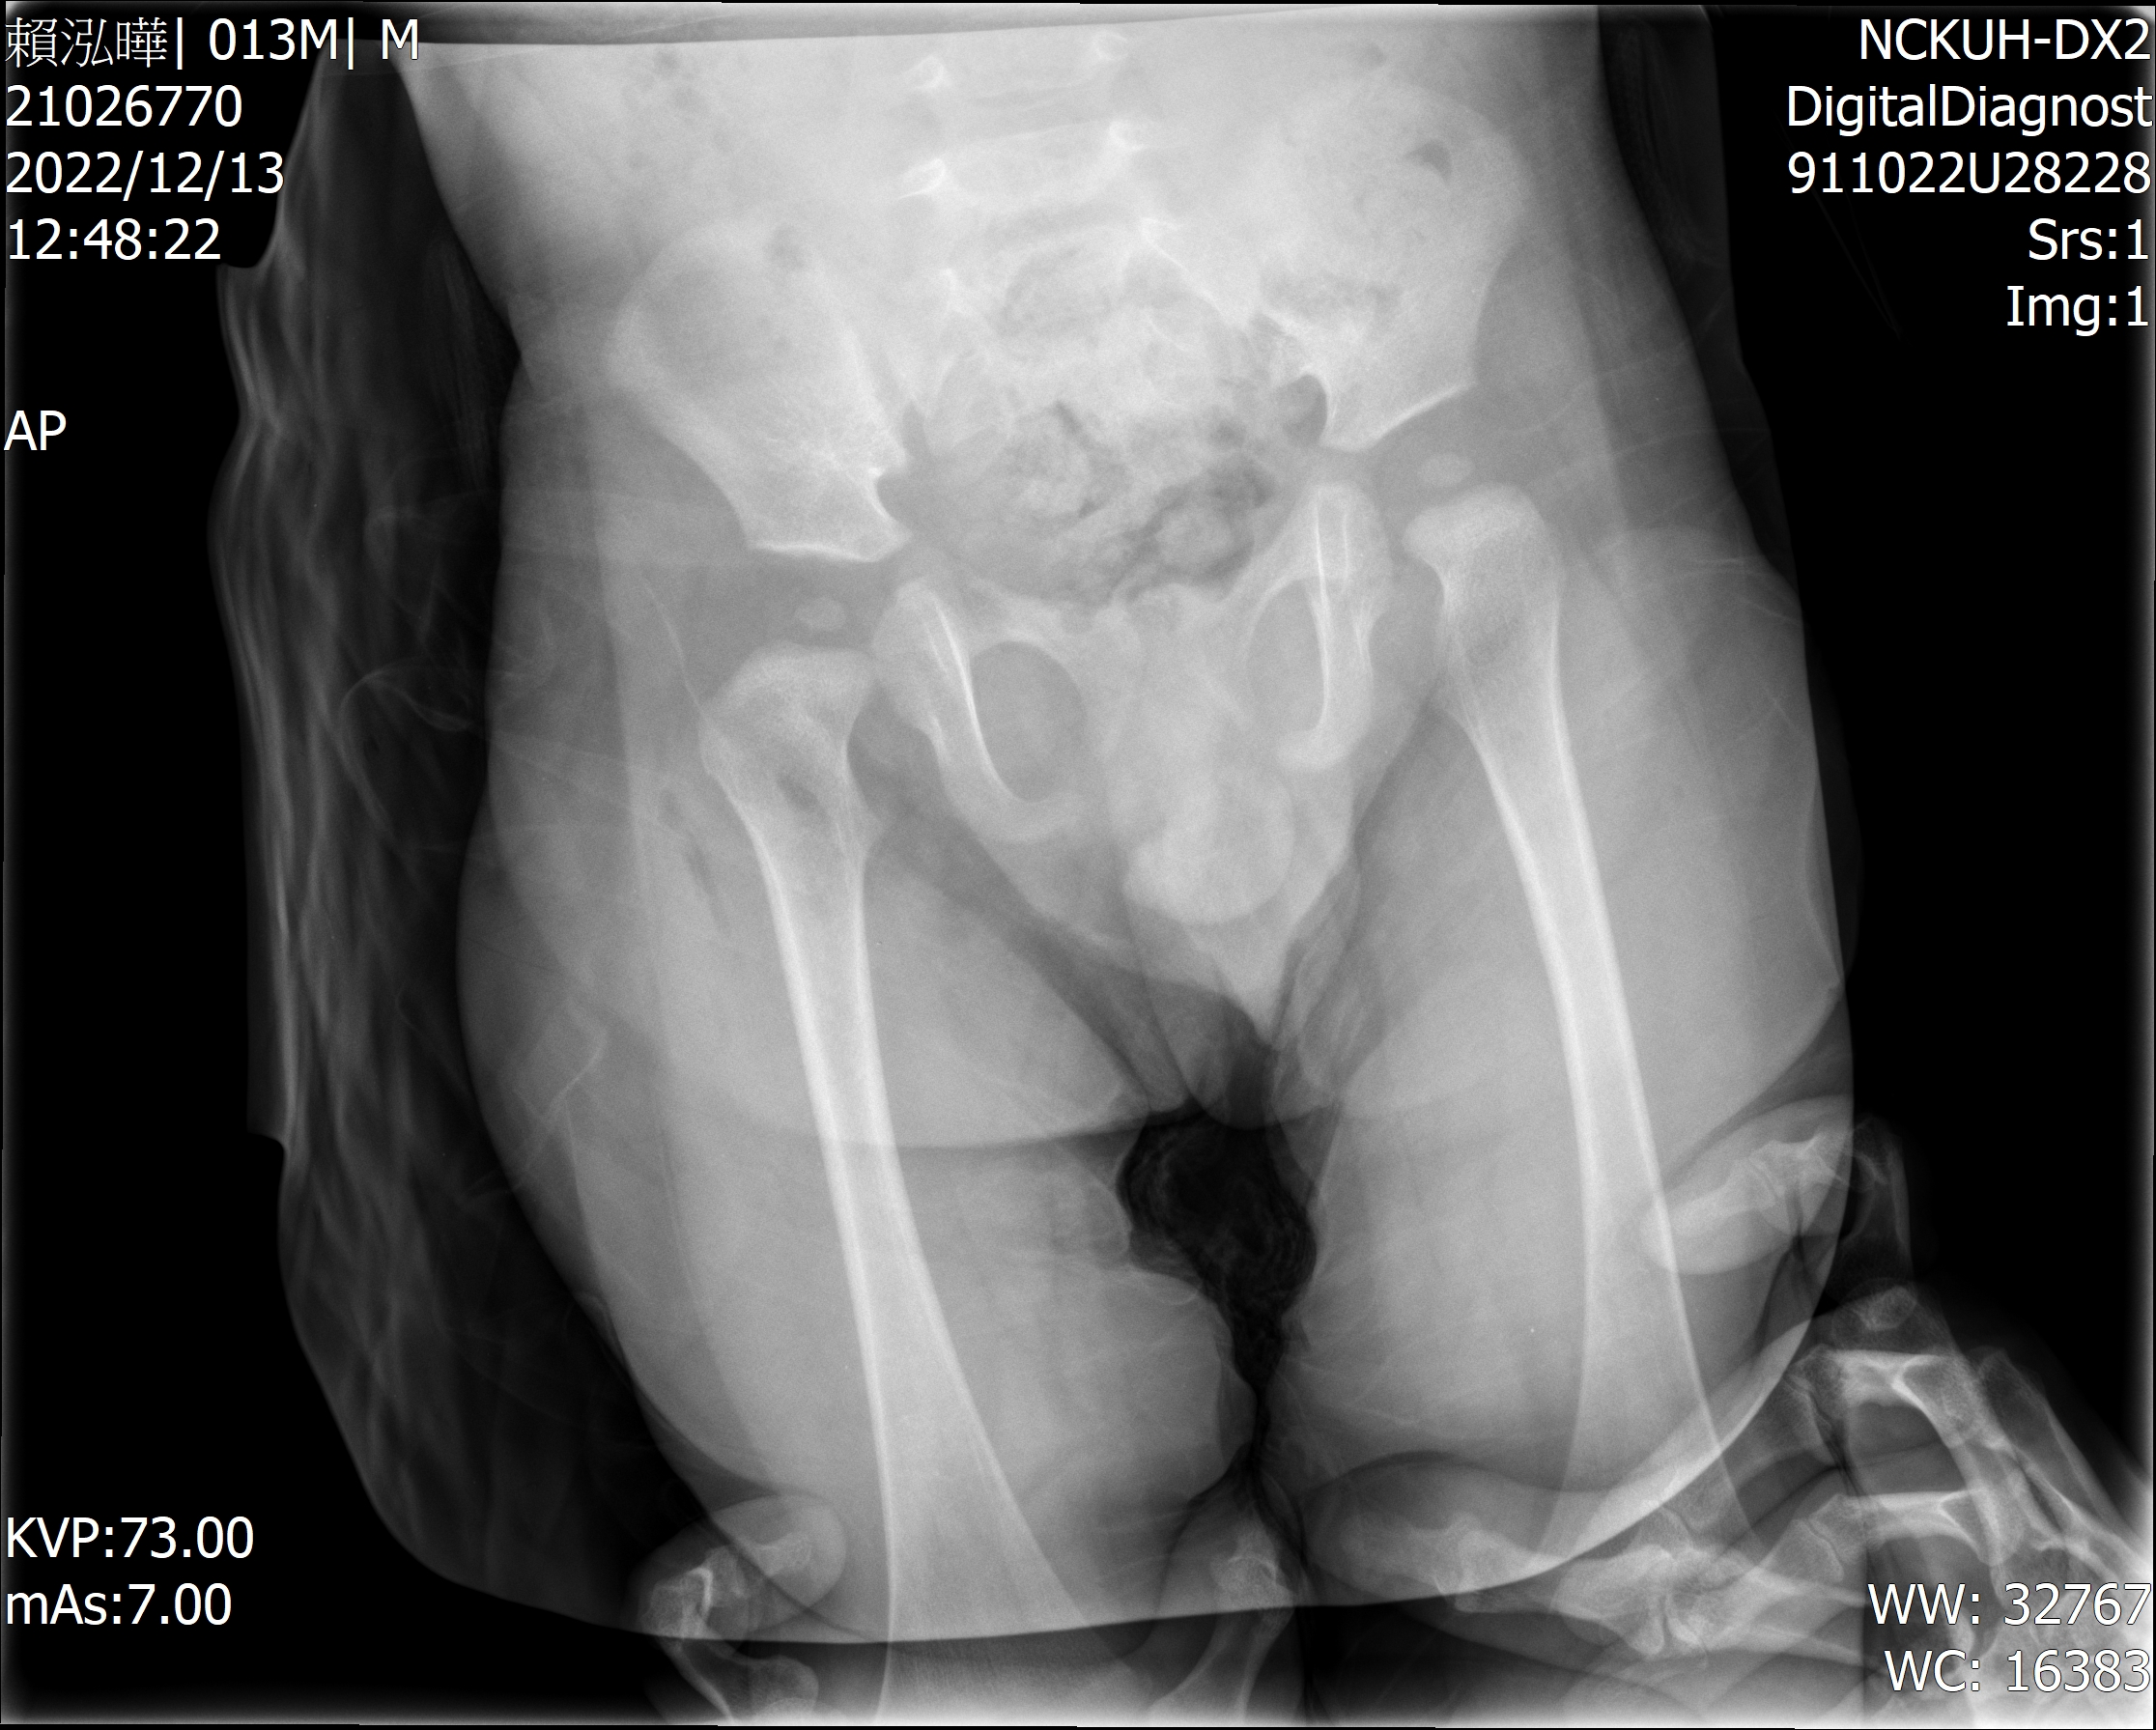 賴泓曄| 013M| M
21026770
2022/12/13
12:48:22
AP
NCKUH-DX2
DigitalDiagnost
911022U28228
Srs:1
Img:1
KVP:73.00
mAs:7.00
WW: 32767
WC: 16383